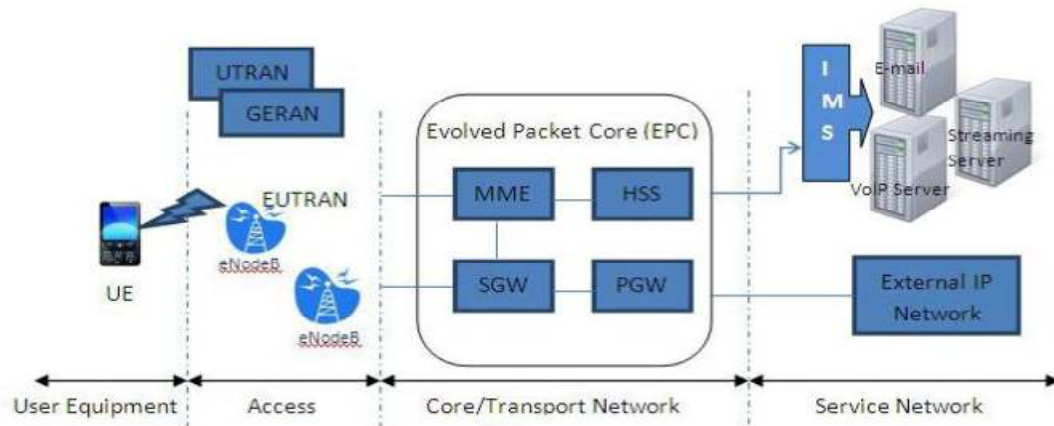 UTRAN
GERAN
EUTRAN
eNodeB
eNodeB
UE
Evolved Packet Core (EPC)
MME
HSS
SGW
PGW
I
M
S
E-mail
Streaming
Server
VoIP Server
External IP
Network
User Equipment
Access
Core/Transport Network
Service Network